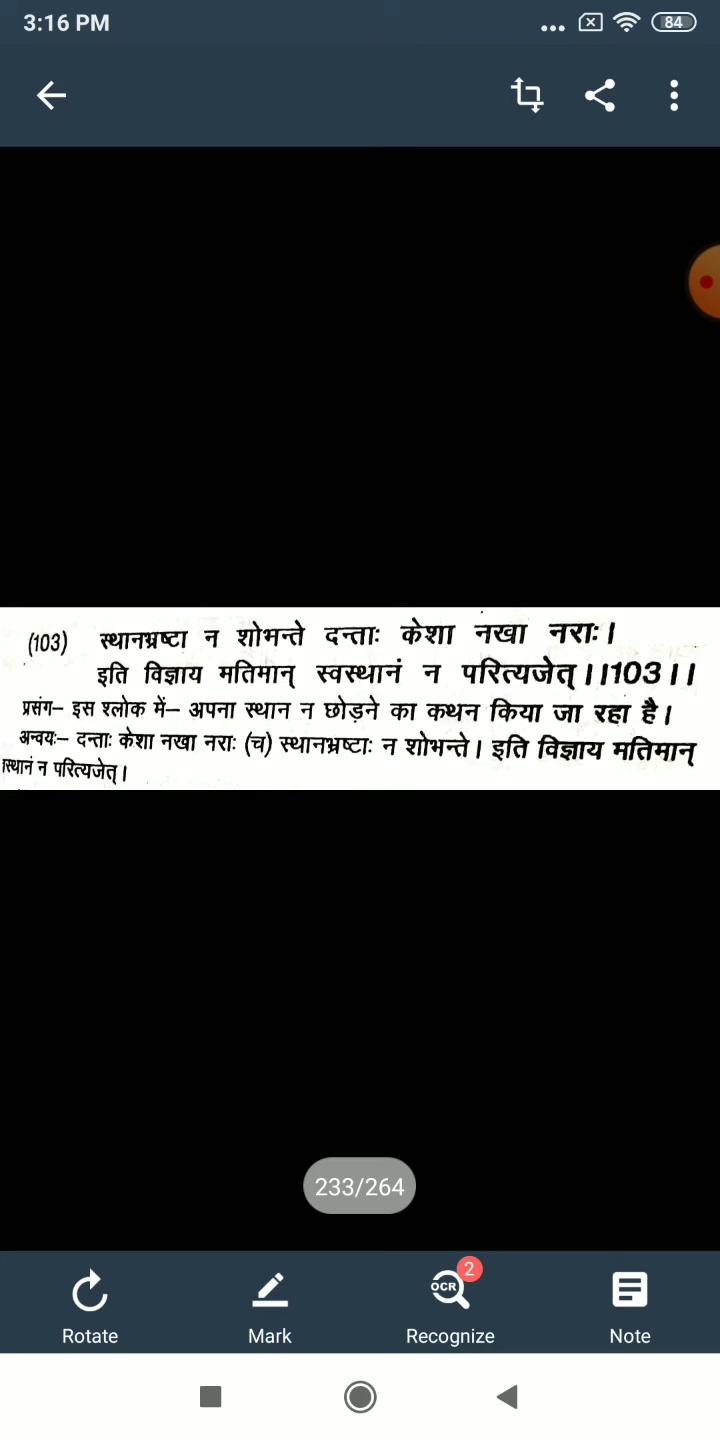 3:16 PM
84
(103) स्थानभ्रष्टा न शोभन्ते दन्ताः केशा नखा नराः।
इति विज्ञाय मतिमान् स्वस्थानं न परित्यजेत्।।103।।
प्रसंग– इस श्लोक में– अपना स्थान न छोड़ने का कथन किया जा रहा है।
अन्वयः– दन्ताः केशा नखा नराः (च) स्थानभ्रष्टाः न शोभन्ते। इति विज्ञाय मतिमान्
न परित्यजेत्।
233/264
OCR
2
Rotate Mark Recognize Note